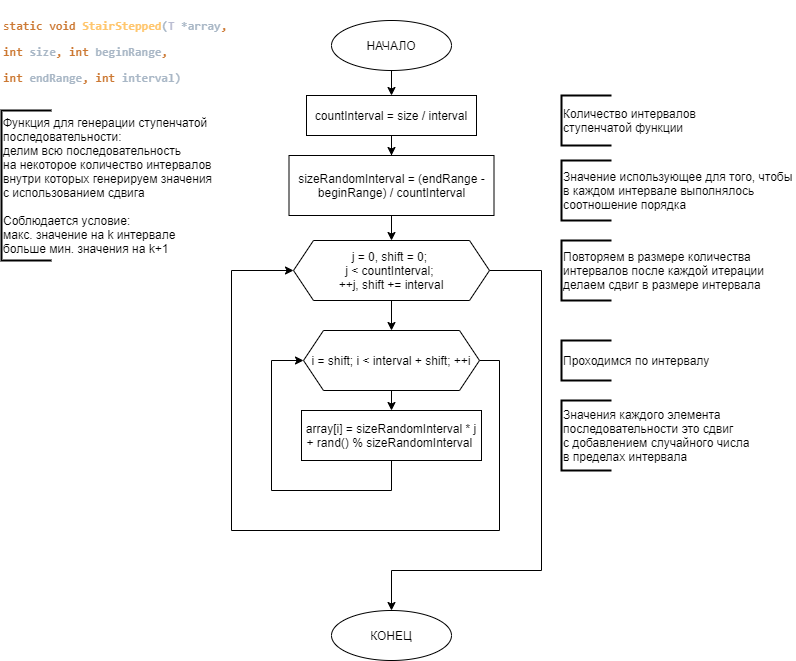 static void StairStepped(T *array,
int size, int beginRange,
int endRange, int interval)
Функция для генерации ступенчатой
последовательности:
делим всю последовательность
на некоторое количество интервалов
внутри которых генерируем значения
с использованием сдвига
Соблюдается условие:
макс. значение на k интервале
больше мин. значения на k+1
НАЧАЛО
countInterval = size / interval
Количество интервалов
ступенчатой функции
sizeRandomInterval = (endRange -
beginRange) / countInterval
Значение использующее для того, чтобы
в каждом интервале выполнялось
соотношение порядка
j = 0, shift = 0;
j < countInterval;
++j, shift += interval
Повторяем в размере количества
интервалов после каждой итерации
делаем сдвиг в размере интервала
i = shift; i < interval + shift; ++i
Проходимся по интервалу
array[i] = sizeRandomInterval * j
+ rand() % sizeRandomInterval
Значения каждого элемента
последовательности это сдвиг
с добавлением случайного числа
в пределах интервала
КОНЕЦ